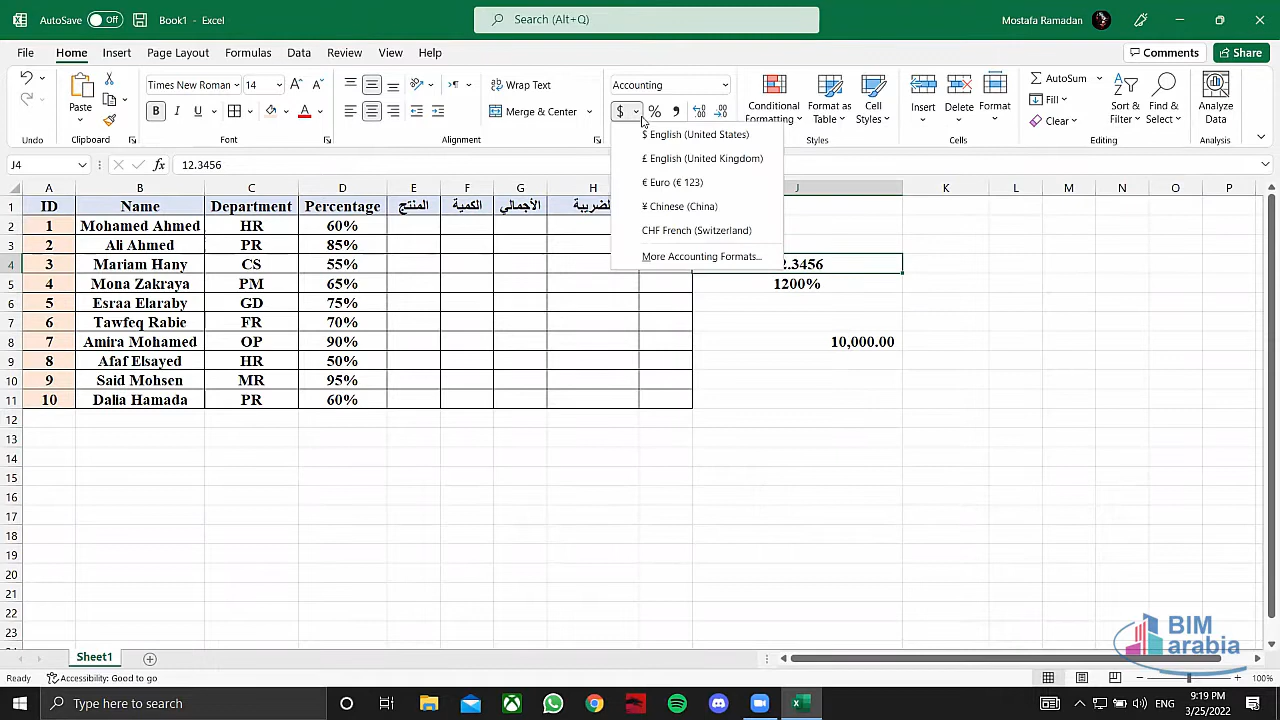 AutoSave Off Book1 - Excel Search (Alt+Q) Mostafa Ramadan
File Home Insert Page Layout Formulas Data Review View Help Comments Share
Times New Roman 14 Wrap Text Accounting AutoSum
Paste Merge & Center $ % Conditional Formatting Format as Table Cell Styles Insert Delete Format Fill Clear Sort & Filter Find & Select Analyze Data
Undo Clipboard Font Alignment Styles Cells Editing Analysis
$ English (United States)
£ English (United Kingdom)
€ Euro (€ 123)
¥ Chinese (China)
CHF French (Switzerland)
More Accounting Formats...
J4 fx 12.3456
A B C D E F G H J K L M N O P
1 ID Name Department Percentage المنتج الكمية الأجمالي الضريبة
2 1 Mohamed Ahmed HR 60%
3 2 Ali Ahmed PR 85%
4 3 Mariam Hany CS 55% 2.3456
5 4 Mona Zakraya PM 65% 1200%
6 5 Esraa Elaraby GD 75%
7 6 Tawfeq Rabie FR 70%
8 7 Amira Mohamed OP 90% 10,000.00
9 8 Afaf Elsayed HR 50%
10 9 Said Mohsen MR 95%
11 10 Dalia Hamada PR 60%
12
13
14
15
16
17
18
19
20
21
22
23
BIM
arabia
Sheet1
Ready Accessibility: Good to go 100%
Type here to search ENG 9:19 PM
3/25/2022